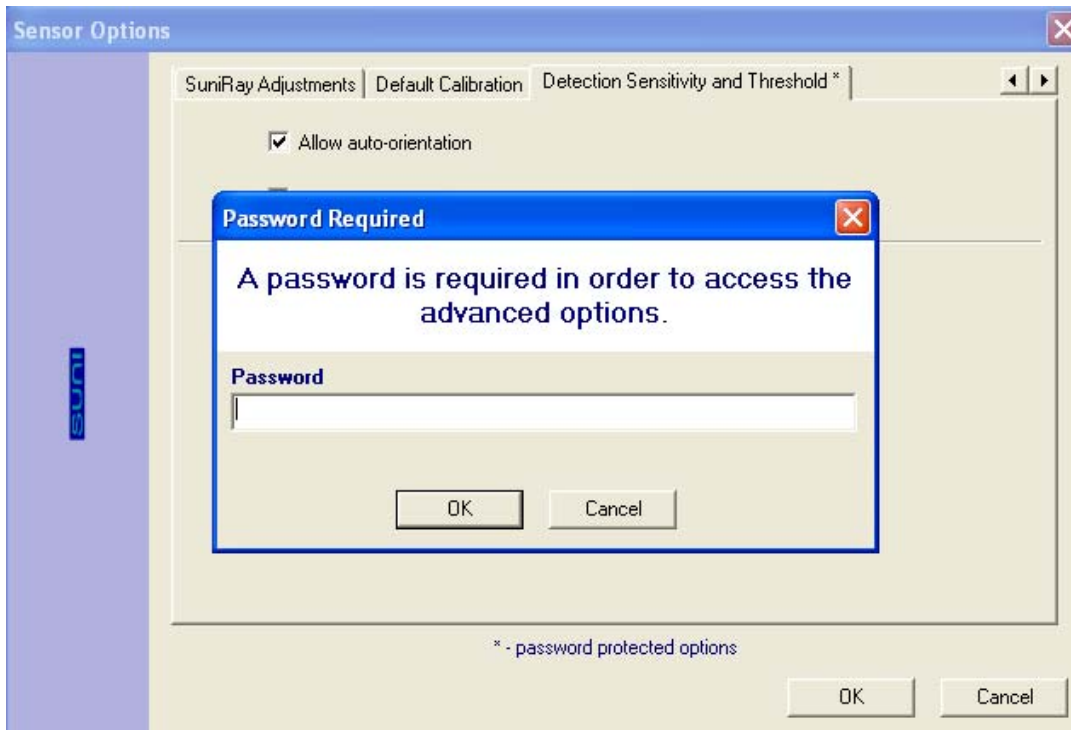 Sensor Options
SuniRay Adjustments
Default Calibration
Detection Sensitivity and Threshold *
Allow auto-orientation
Password Required
A password is required in order to access the
advanced options.
Password
OK
Cancel
suni
* - password protected options
OK
Cancel